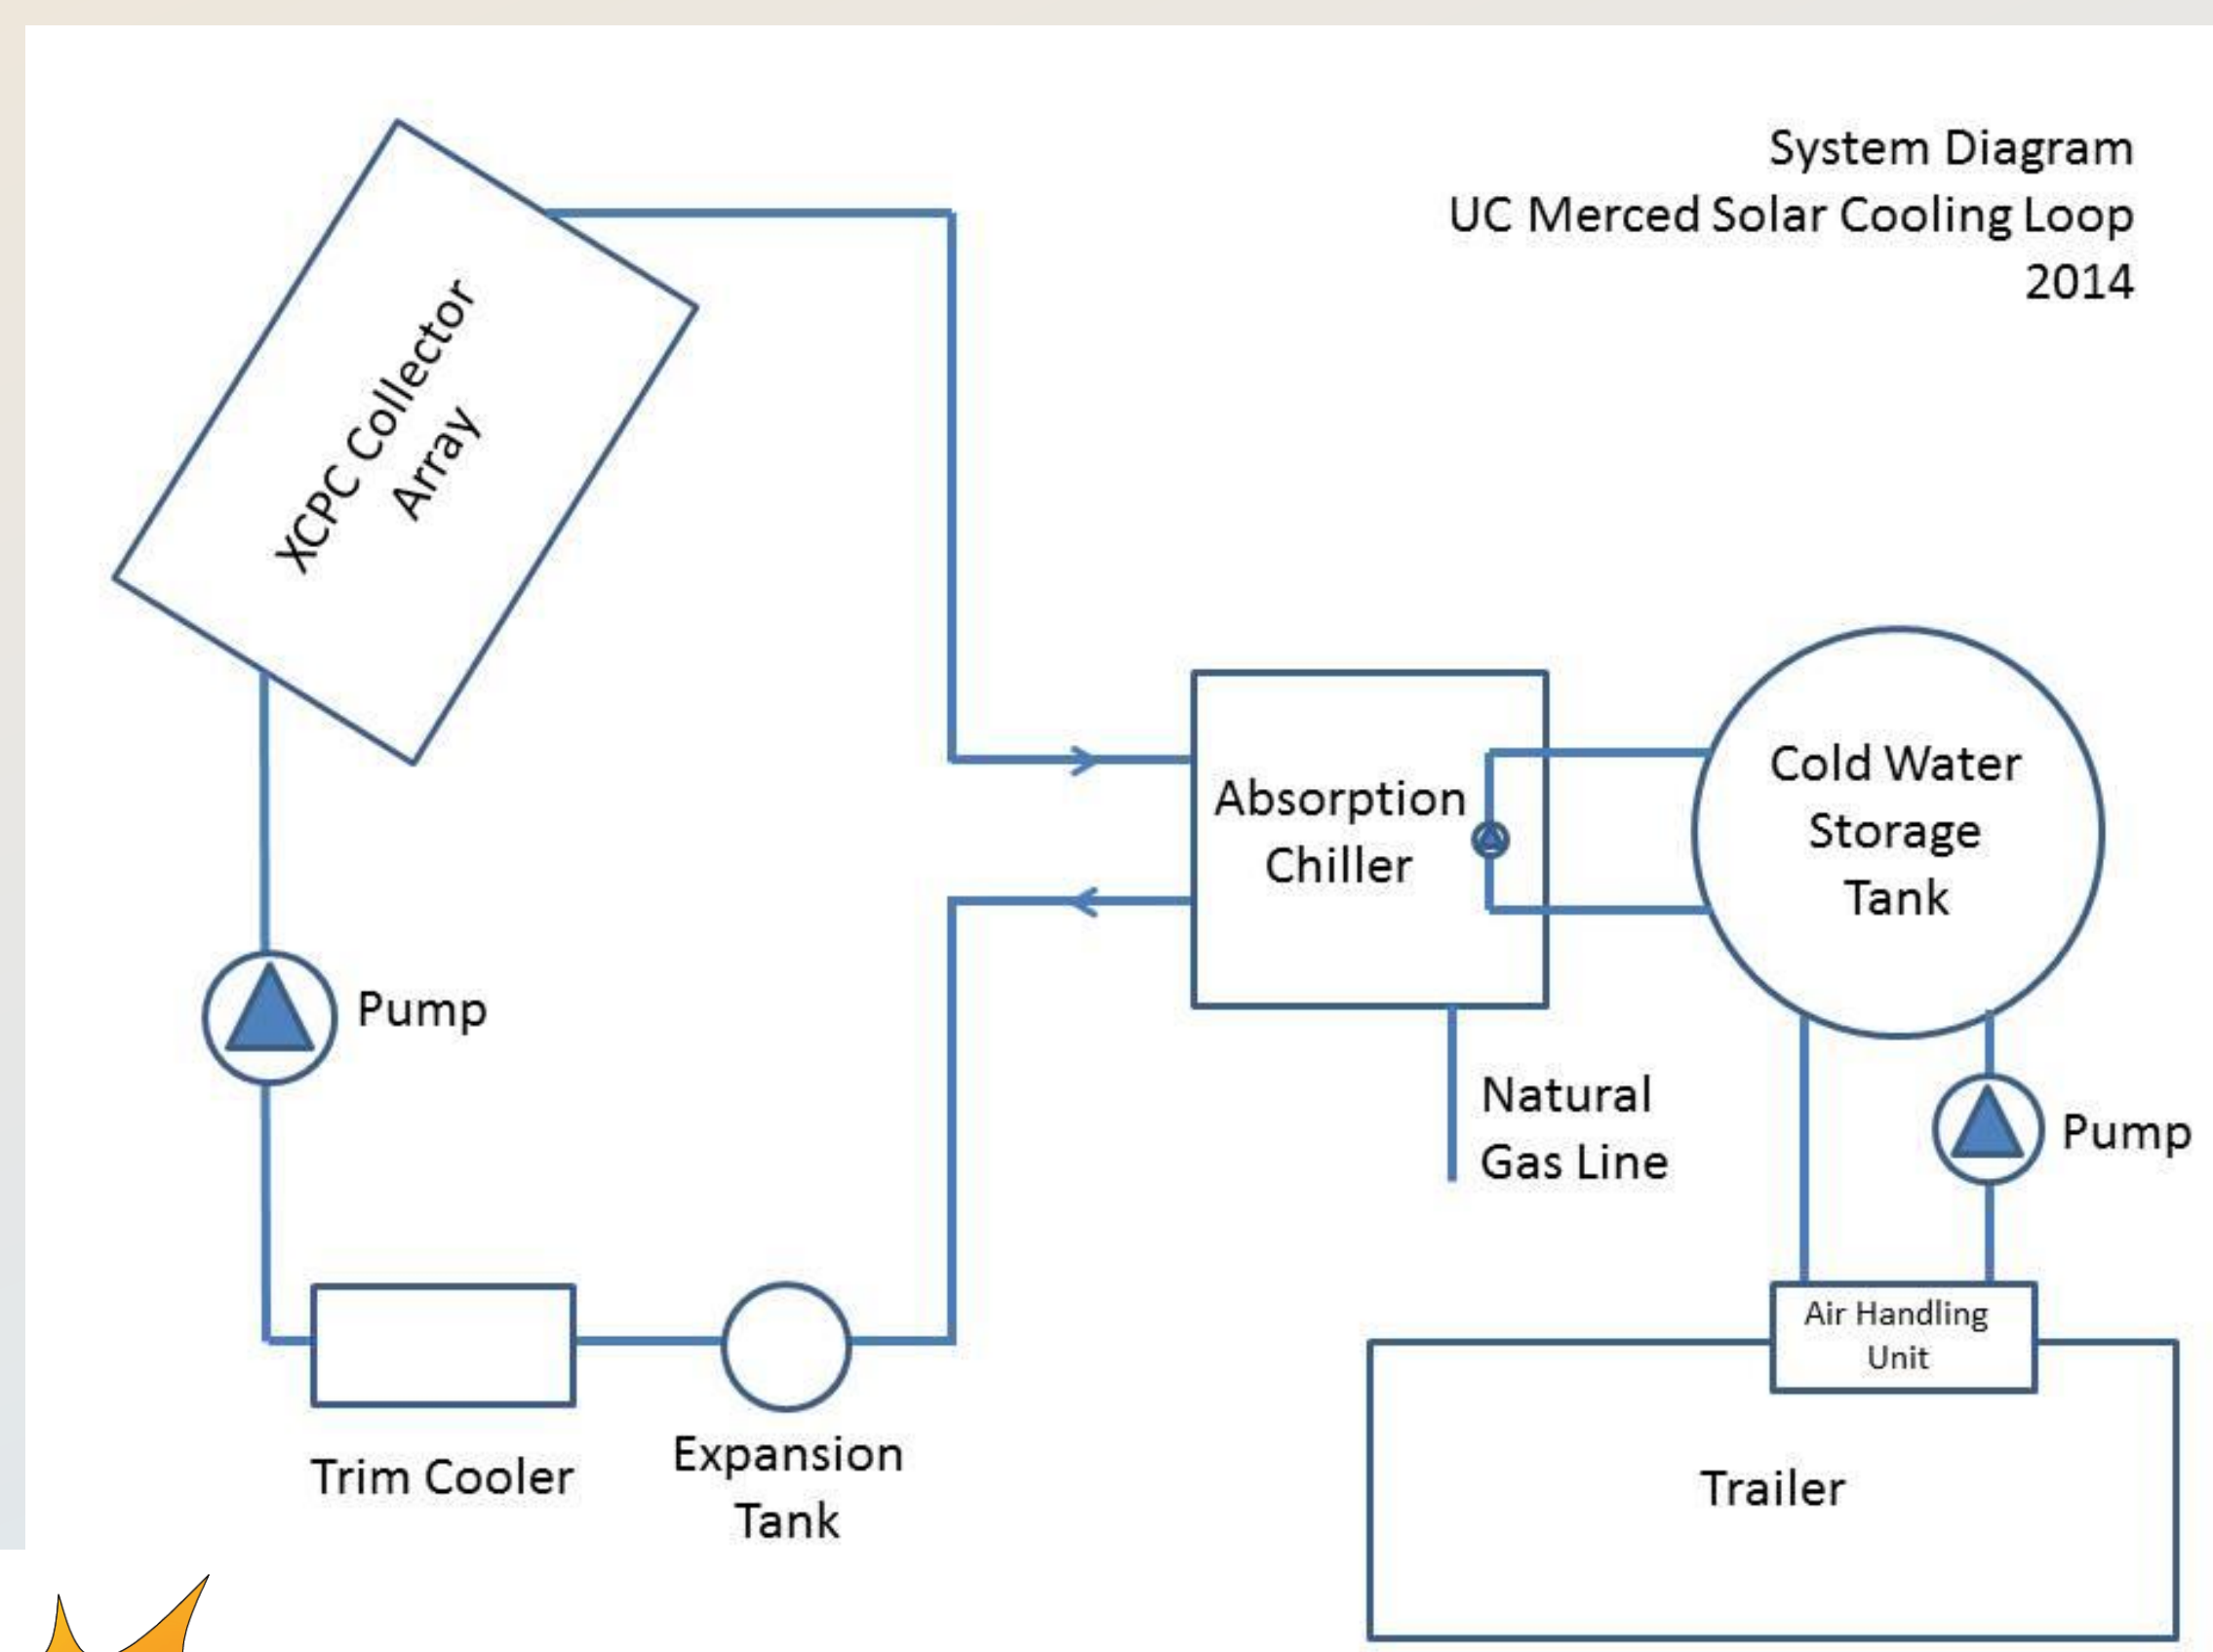 System Diagram
UC Merced Solar Cooling Loop
2014
XCPC Collector
Array
Absorption
Chiller
Cold Water
Storage
Tank
Pump
Natural
Gas Line
Pump
Air Handling
Unit
Trim Cooler
Expansion
Tank
Trailer